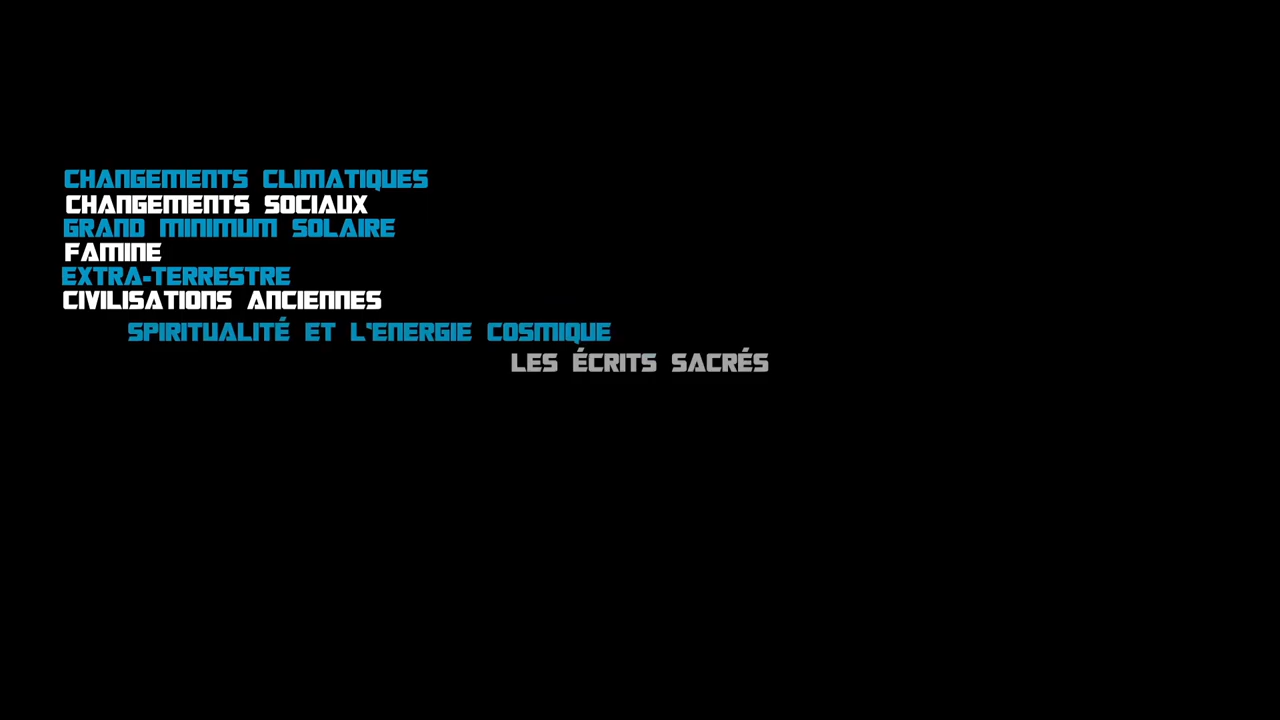 CHANGEMENTS CLIMATIQUES
CHANGEMENTS SOCIAUX
GRAND MINIMUM SOLAIRE
FAMINE
EXTRA-TERRESTRE
CIVILISATIONS ANCIENNES
SPIRITUALITÉ ET L'ENERGIE COSMIQUE
LES ÉCRITS SACRÉS